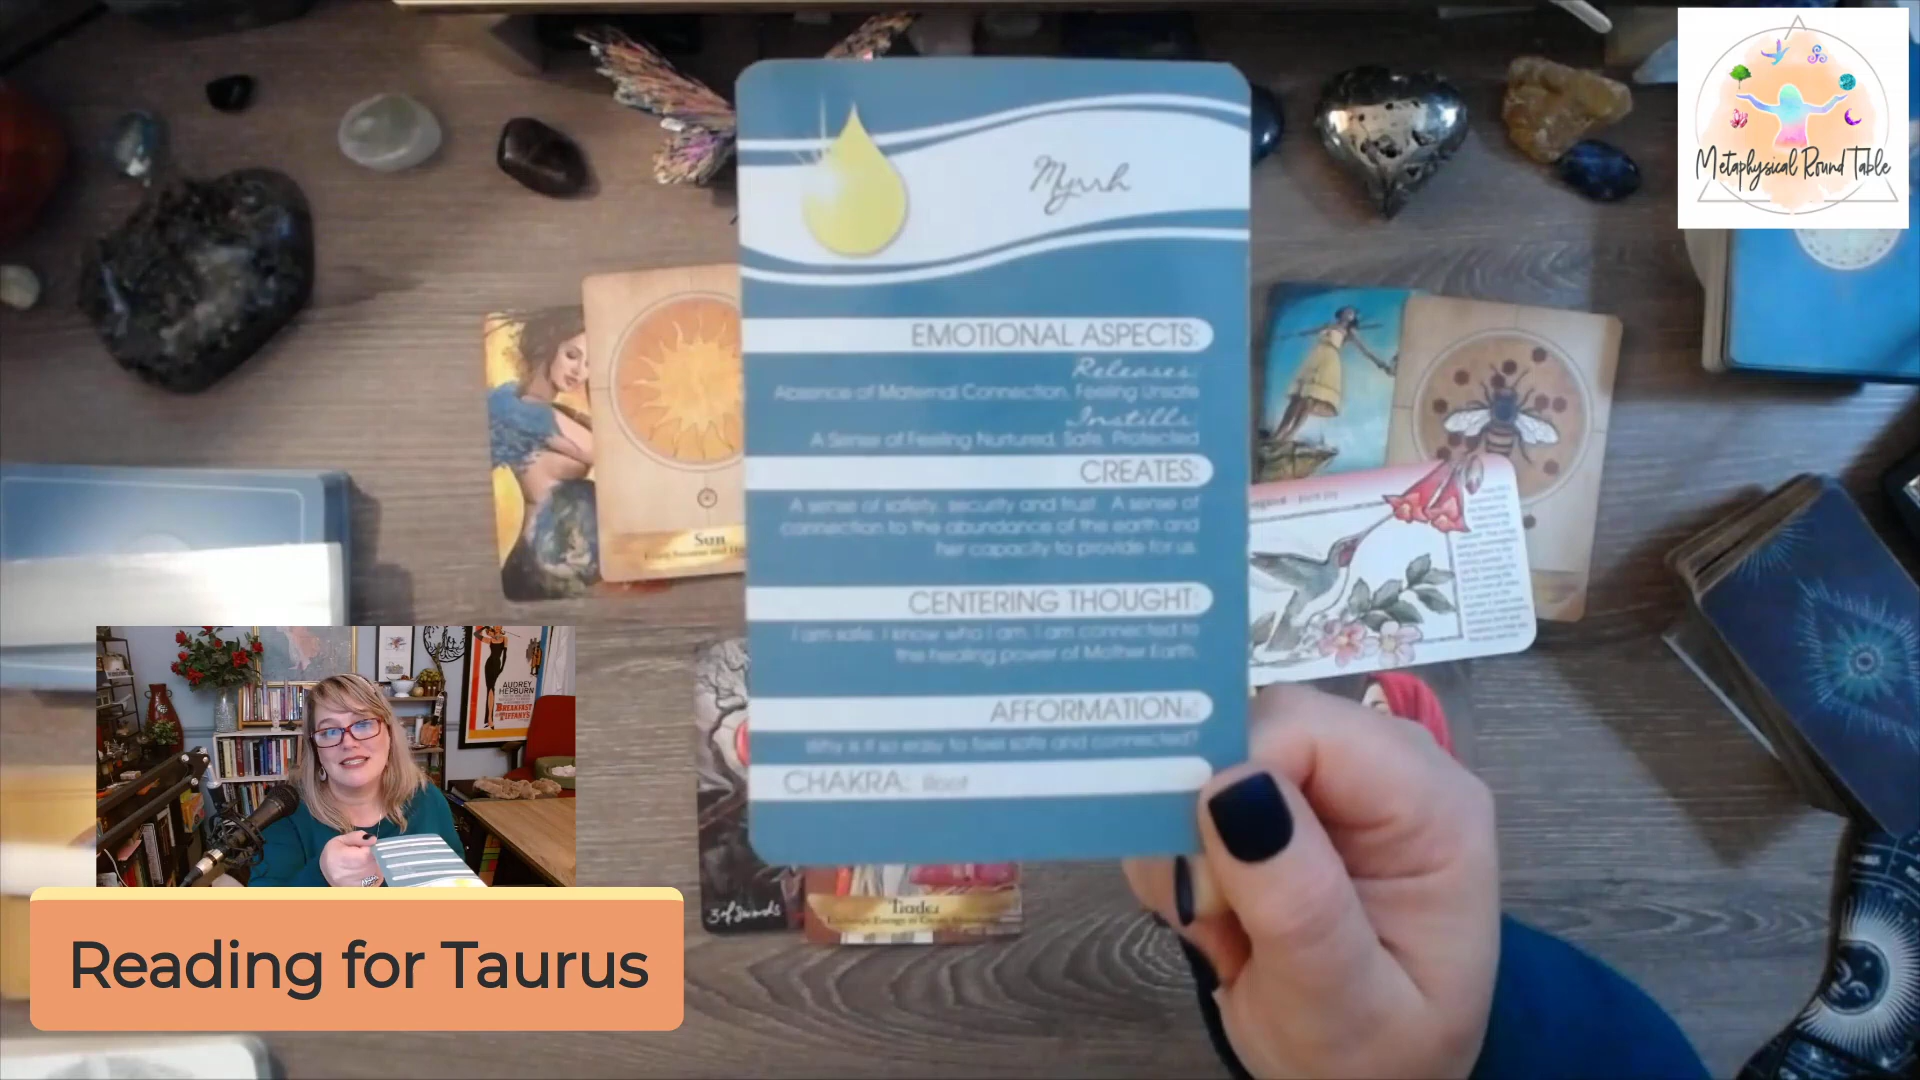 Metaphysical Round Table
Myrrh
EMOTIONAL ASPECTS:
Releases:
Absence of Maternal Connection, Feeling Unsafe
Instills:
A Sense of Feeling Nurtured, Safe, Protected
CREATES:
A sense of safety, security and trust. A sense of
connection to the abundance of the earth and
her capacity to provide for us.
CENTERING THOUGHT:
I am safe. I know who I am. I am connected to
the healing power of Mother Earth.
AFFORMATION
Why is it so easy to feel safe and connected?
CHAKRA: Root
Sun
3 of Swords
Trader
AUDREY
HEPBURN
BREAKFAST
TIFFANY'S
Reading for Taurus